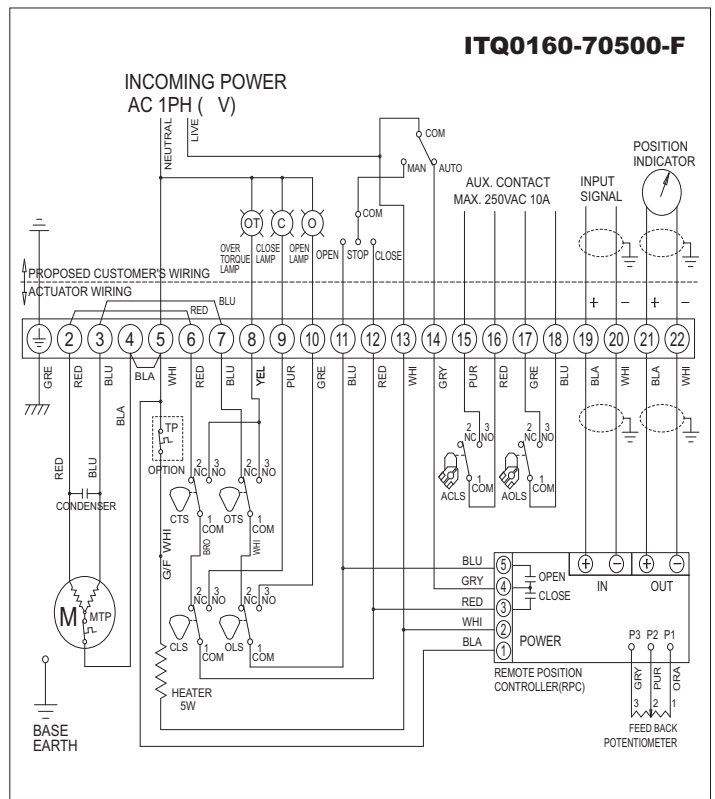 ITQ0160-70500-F
INCOMING POWER
AC 1PH ( V)
NEUTRAL
LIVE
COM
MAN
AUTO
POSITION
INDICATOR
AUX. CONTACT
MAX. 250VAC 10A
INPUT
SIGNAL
COM
OT
C
O
OVER
TORQUE
LAMP
CLOSE
LAMP
OPEN
LAMP
OPEN
STOP
CLOSE
PROPOSED CUSTOMER'S WIRING
ACTUATOR WIRING
BLU
RED
+ − + −
2 3 4 5 6 7 8 9 10 11 12 13 14 15 16 17 18 19 20 21 22
GRE
RED
BLU
BLA
WHI
RED
BLU
YEL
PUR
GRE
BLU
RED
WHI
GRY
PUR
RED
GRE
BLU
BLA
WHI
BLA
WHI
BLA
TP
OPTION
RED
BLU
CONDENSER
G/F WHI
2 3
NC NO
1
COM
CTS
2 3
NC NO
1
COM
OTS
BRO
WHI
2 3
NC NO
1
COM
CLS
2 3
NC NO
1
COM
OLS
2 3
NC NO
1
COM
ACLS
2 3
NC NO
1
COM
AOLS
M
MTP
HEATER
5W
BASE
EARTH
BLU
GRY
RED
WHI
BLA
5
4
3
2
1
OPEN
CLOSE
POWER
+ − + −
IN
OUT
P3 P2 P1
REMOTE POSITION
CONTROLLER(RPC)
GRY
PUR
ORA
3 2 1
FEED BACK
POTENTIOMETER